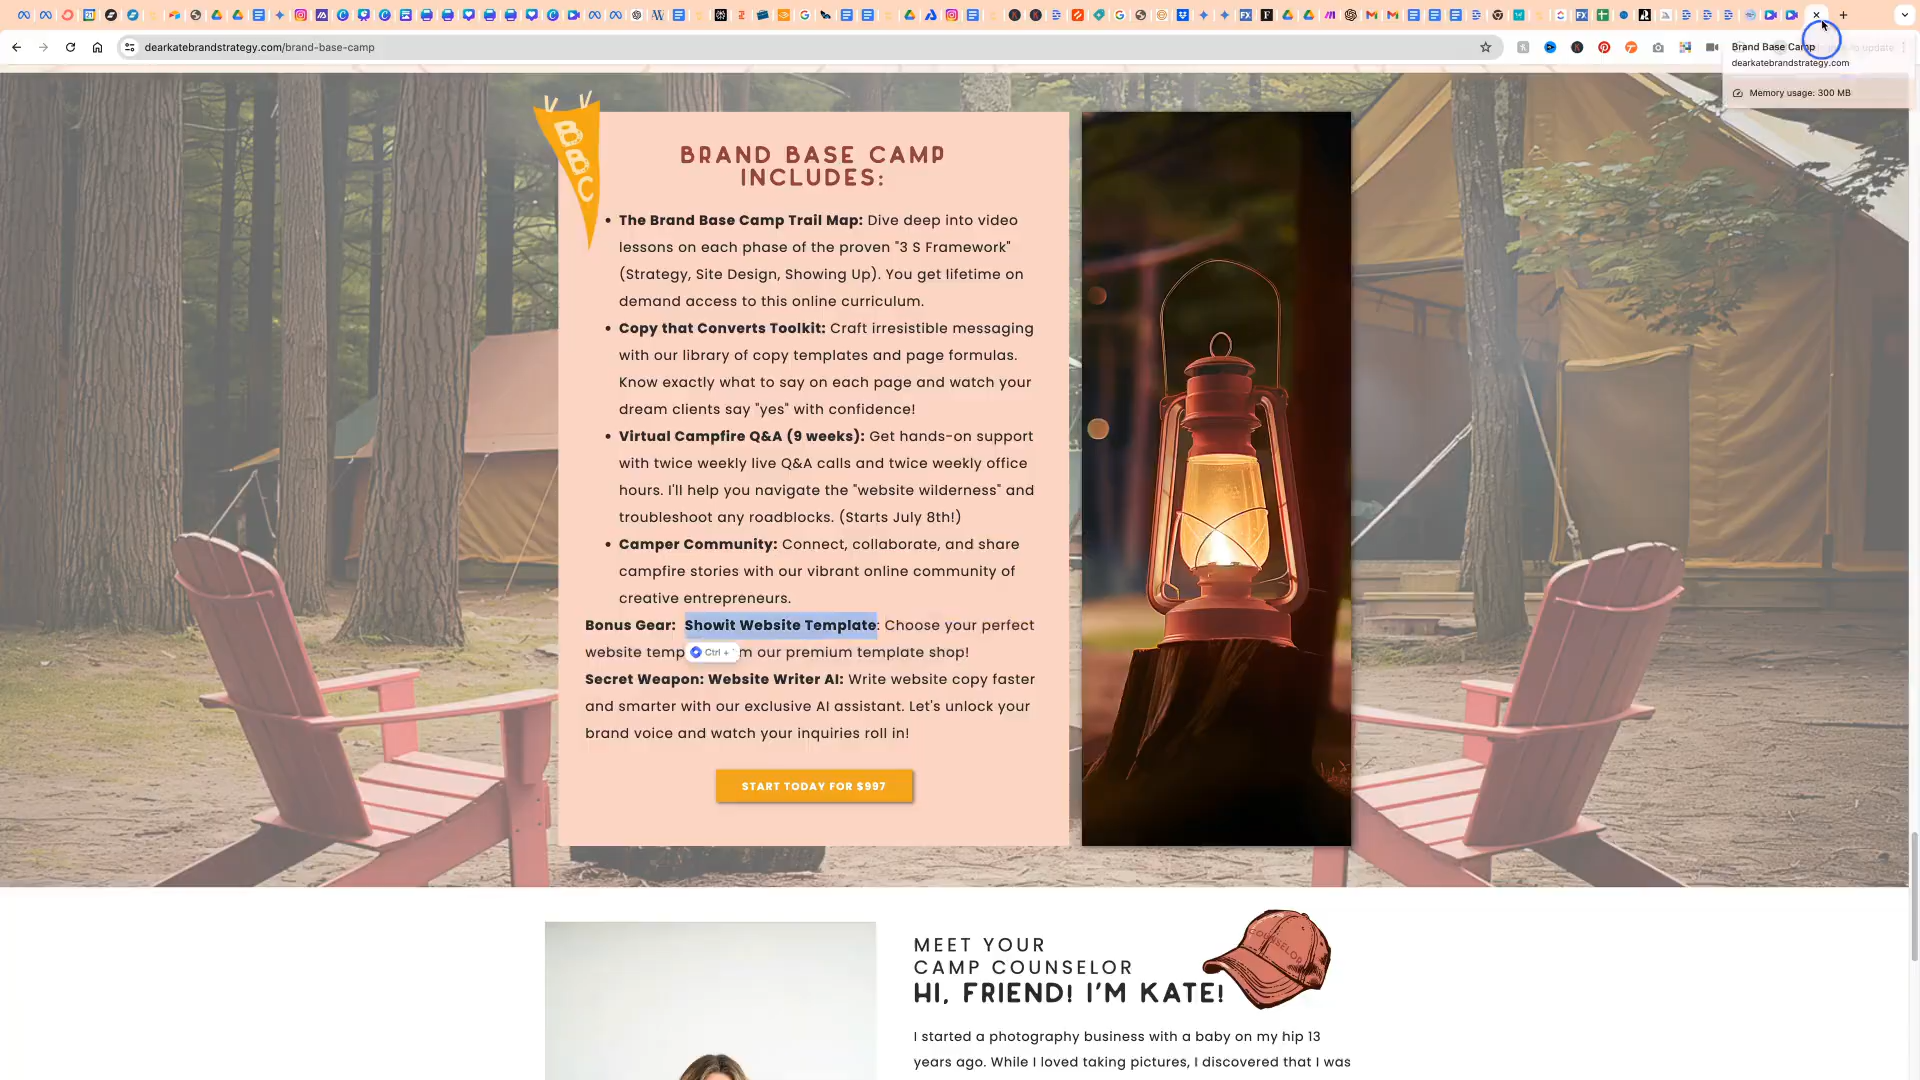 dearkatebrandstrategy.com/brand-base-camp
Brand Base Camp
dearkatebrandstrategy.com
Memory usage: 300 MB
BBC
BRAND BASE CAMP
INCLUDES:
• The Brand Base Camp Trail Map: Dive deep into video
lessons on each phase of the proven "3 S Framework"
(Strategy, Site Design, Showing Up). You get lifetime on
demand access to this online curriculum.
• Copy that Converts Toolkit: Craft irresistible messaging
with our library of copy templates and page formulas.
Know exactly what to say on each page and watch your
dream clients say "yes" with confidence!
• Virtual Campfire Q&A (9 weeks): Get hands-on support
with twice weekly live Q&A calls and twice weekly office
hours. I'll help you navigate the "website wilderness" and
troubleshoot any roadblocks. (Starts July 8th!)
• Camper Community: Connect, collaborate, and share
campfire stories with our vibrant online community of
creative entrepreneurs.
Bonus Gear: Showit Website Template: Choose your perfect
website temp Ctrl + m our premium template shop!
Secret Weapon: Website Writer AI: Write website copy faster
and smarter with our exclusive AI assistant. Let's unlock your
brand voice and watch your inquiries roll in!
START TODAY FOR $997
MEET YOUR
CAMP COUNSELOR
COUNSELOR
HI, FRIEND! I'M KATE!
I started a photography business with a baby on my hip 13
years ago. While I loved taking pictures, I discovered that I was